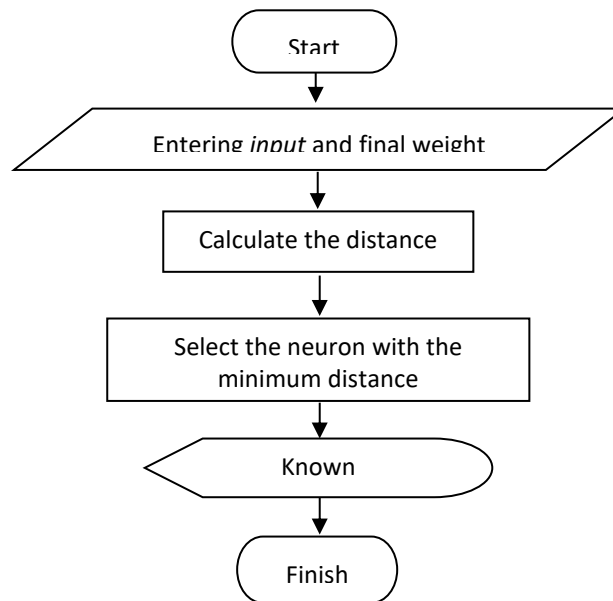 Start
Entering input and final weight
Calculate the distance
Select the neuron with the
minimum distance
Known
Finish